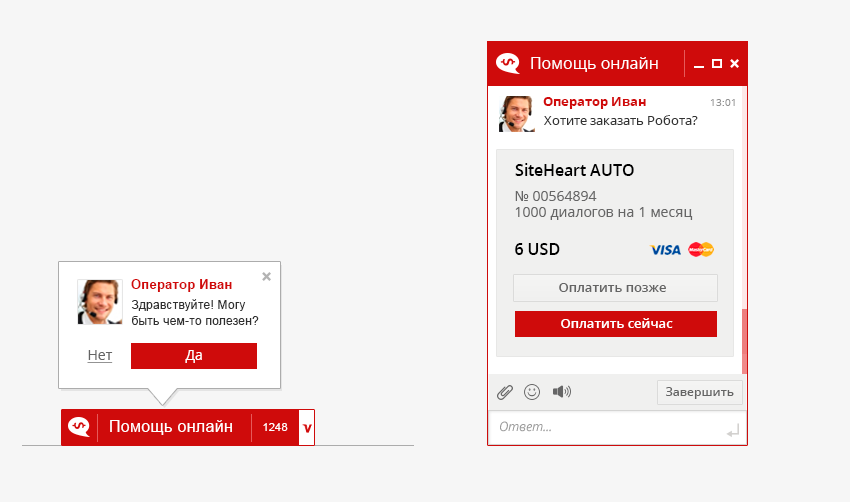 Оператор Иван
Здравствуйте! Могу
быть чем-то полезен?
Нет
Да
Помощь онлайн
1248
v
Помощь онлайн
Оператор Иван
13:01
Хотите заказать Робота?
SiteHeart AUTO
№ 00564894
1000 диалогов на 1 месяц
6 USD
VISA
MasterCard
Оплатить позже
Оплатить сейчас
Завершить
Ответ...